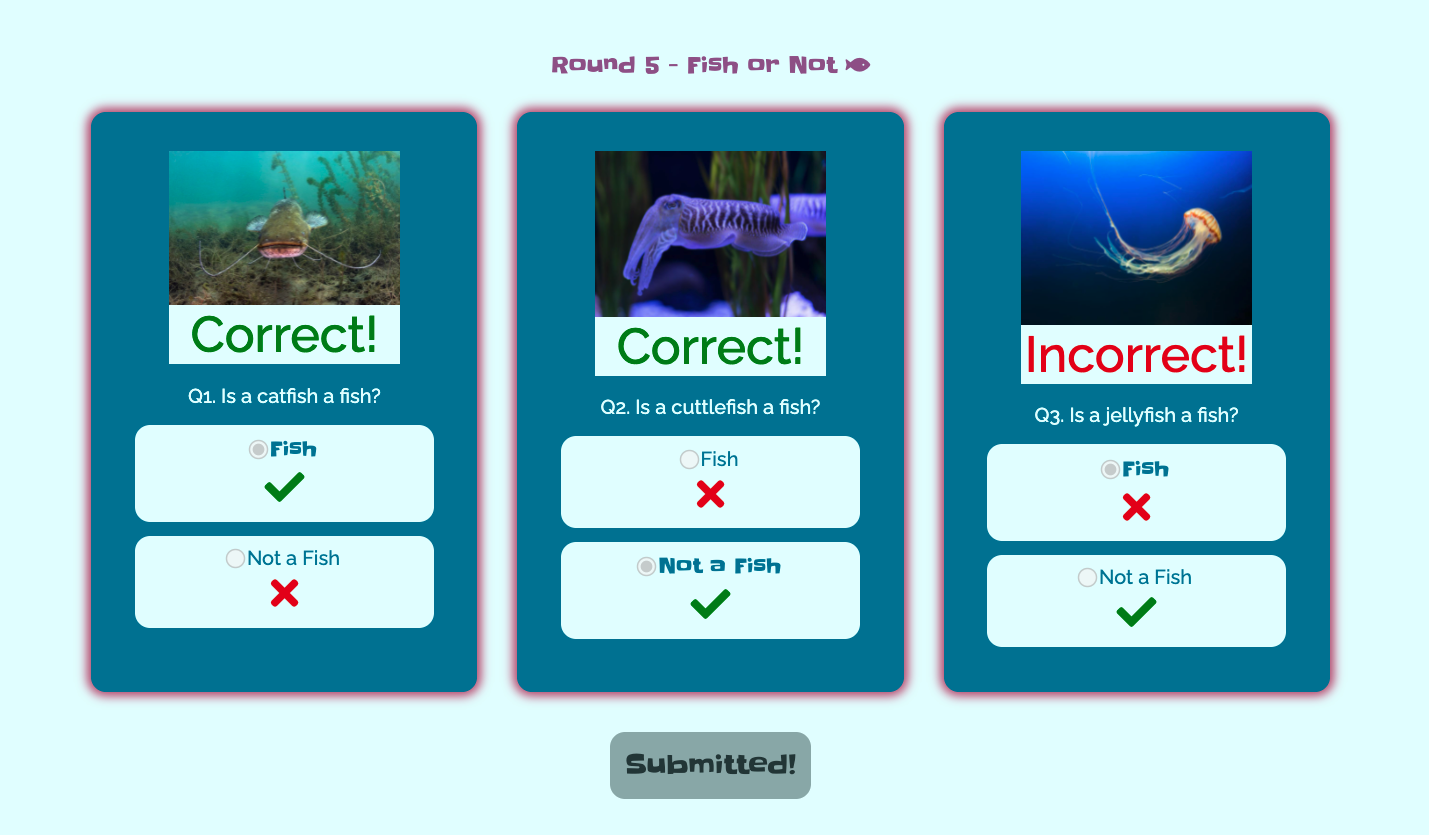 Round 5 - Fish or Not
Correct!
Q1. Is a catfish a fish?
Fish
Not a Fish
Correct!
Q2. Is a cuttlefish a fish?
Fish
Not a Fish
Incorrect!
Q3. Is a jellyfish a fish?
Fish
Not a Fish
Submitted!